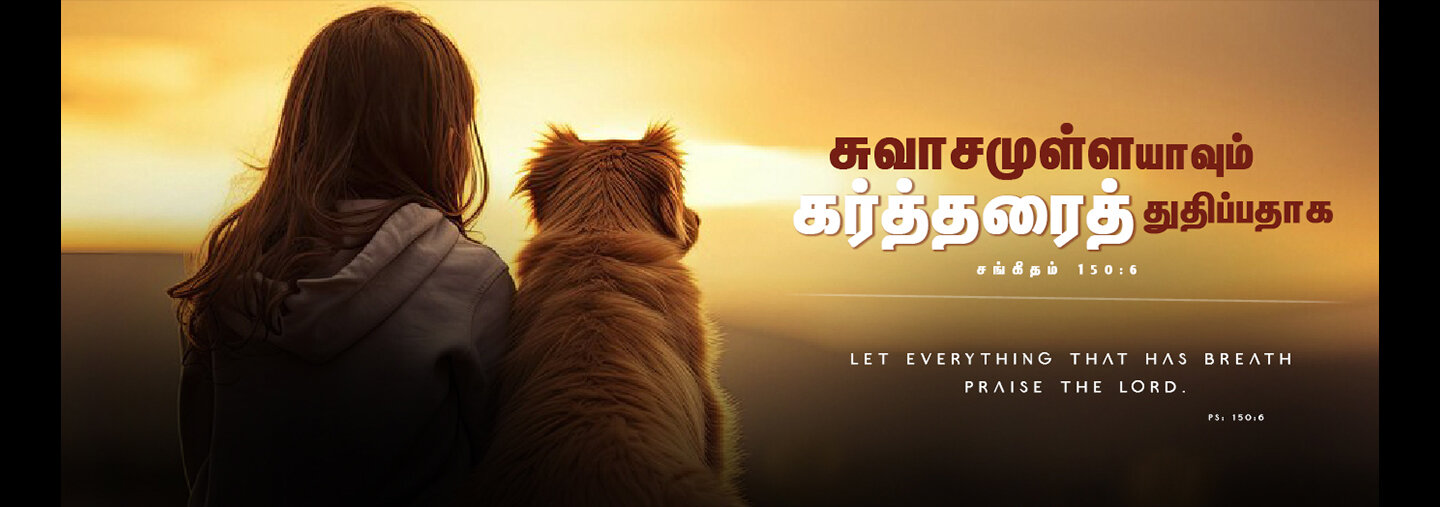 சுவாசமுள்ளயாவும்
கர்த்தரைத் துதிப்பதாக
சங்கீதம் 150:6
LET EVERYTHING THAT HAS BREATH
PRAISE THE LORD.
PS: 150:6